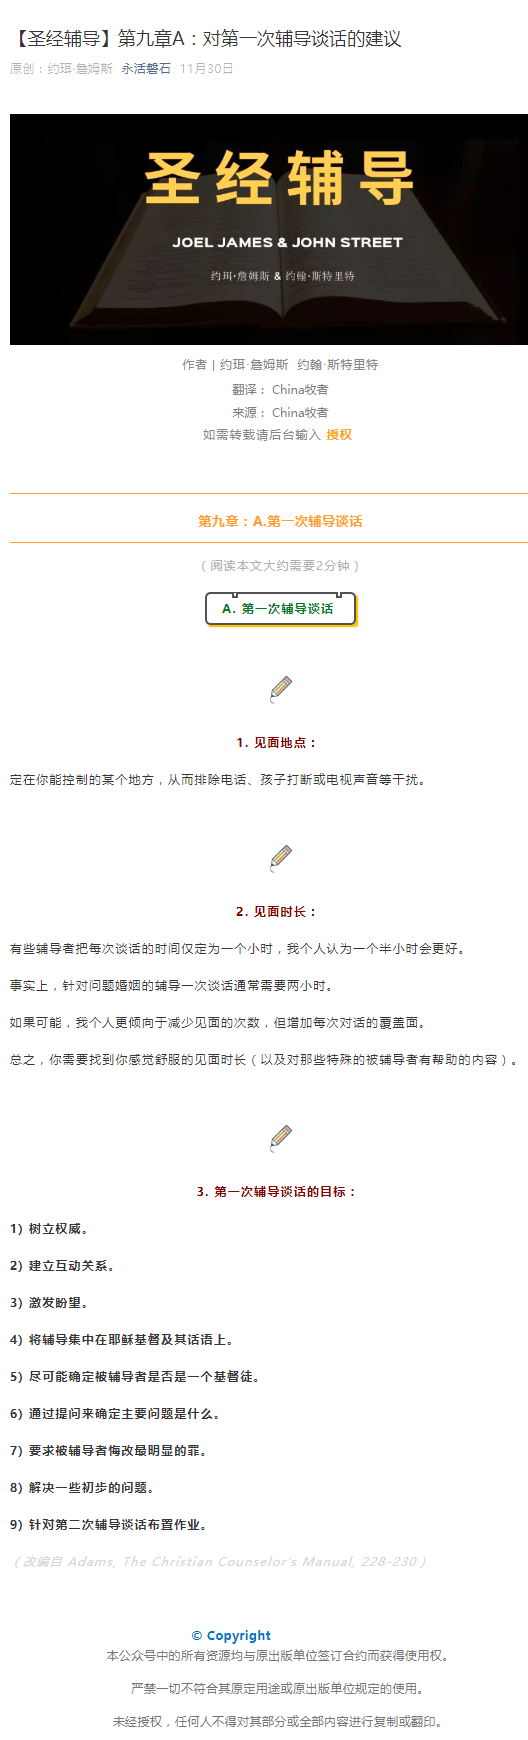 【圣经辅导】第九章A：对第一次辅导谈话的建议
原创：约珥·詹姆斯 永活磐石 11月30日
圣经辅导
JOEL JAMES & JOHN STREET
约珥·詹姆斯 & 约翰·斯特里特
作者 | 约珥·詹姆斯 约翰·斯特里特
翻译： China牧者
来源： China牧者
如需转载请后台输入 授权
第九章：A.第一次辅导谈话
（阅读本文大约需要2分钟）
A. 第一次辅导谈话
1. 见面地点：
定在你能控制的某个地方，从而排除电话、孩子打断或电视声音等干扰。
2. 见面时长：
有些辅导者把每次谈话的时间仅定为一个小时，我个人认为一个半小时会更好。
事实上，针对问题婚姻的辅导一次谈话通常需要两小时。
如果可能，我个人更倾向于减少见面的次数，但增加每次对话的覆盖面。
总之，你需要找到你感觉舒服的见面时长（以及对那些特殊的被辅导者有帮助的内容）。
3. 第一次辅导谈话的目标：
1) 树立权威。
2) 建立互动关系。
3) 激发盼望。
4) 将辅导集中在耶稣基督及其话语上。
5) 尽可能确定被辅导者是否是一个基督徒。
6) 通过提问来确定主要问题是什么。
7) 要求被辅导者悔改最明显的罪。
8) 解决一些初步的问题。
9) 针对第二次辅导谈话布置作业。
（改编自 Adams, The Christian Counselor's Manual, 228-230）
© Copyright
本公众号中的所有资源均与原出版单位签订合约而获得使用权。
严禁一切不符合其原定用途或原出版单位规定的使用。
未经授权，任何人不得对其部分或全部内容进行复制或翻印。